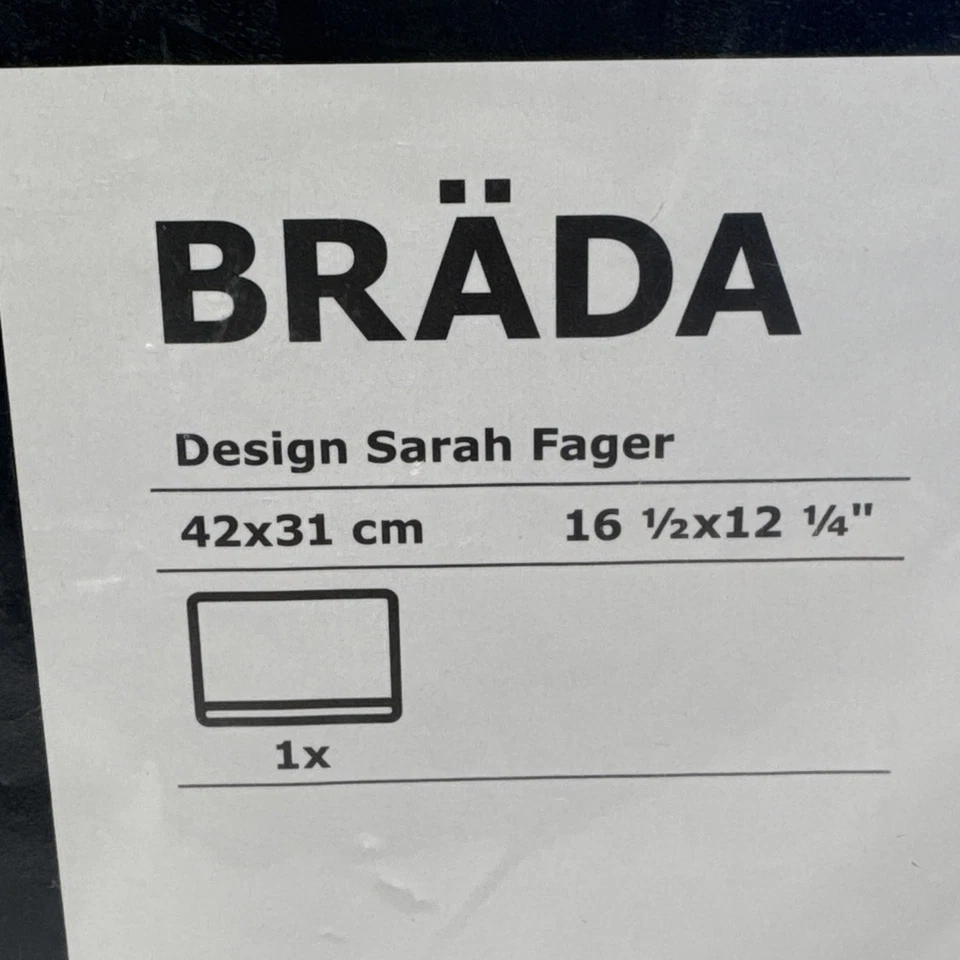 BRÄDA
Design Sarah Fager
42x31 cm 16 ½x12 ¼"
1x